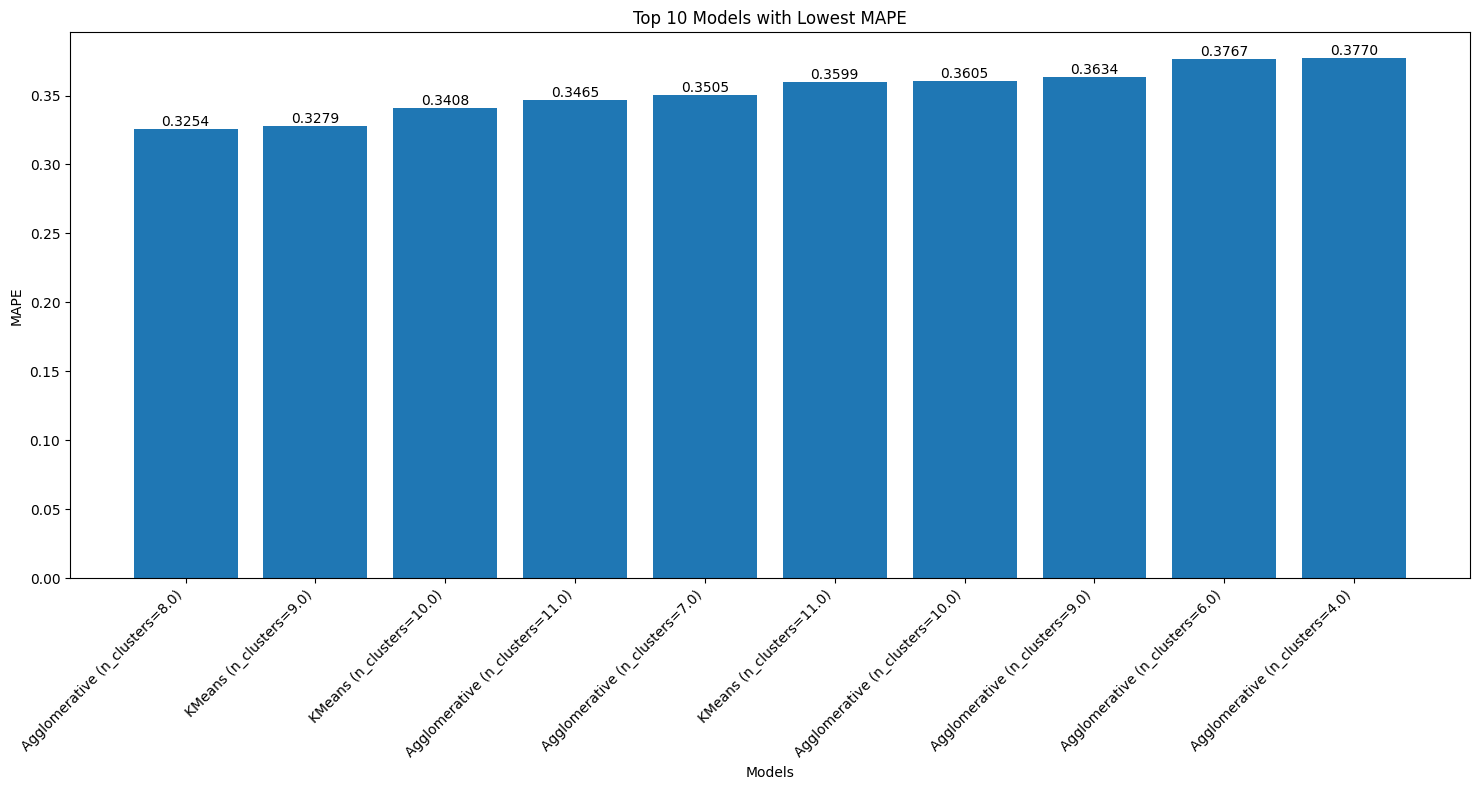 Top 10 Models with Lowest MAPE
MAPE
0.35
0.30
0.25
0.20
0.15
0.10
0.05
0.00
0.3254
0.3279
0.3408
0.3465
0.3505
0.3599
0.3605
0.3634
0.3767
0.3770
Agglomerative (n_clusters=8.0)
KMeans (n_clusters=9.0)
KMeans (n_clusters=10.0)
Agglomerative (n_clusters=11.0)
Agglomerative (n_clusters=7.0)
KMeans (n_clusters=11.0)
Agglomerative (n_clusters=10.0)
Agglomerative (n_clusters=9.0)
Agglomerative (n_clusters=6.0)
Agglomerative (n_clusters=4.0)
Models